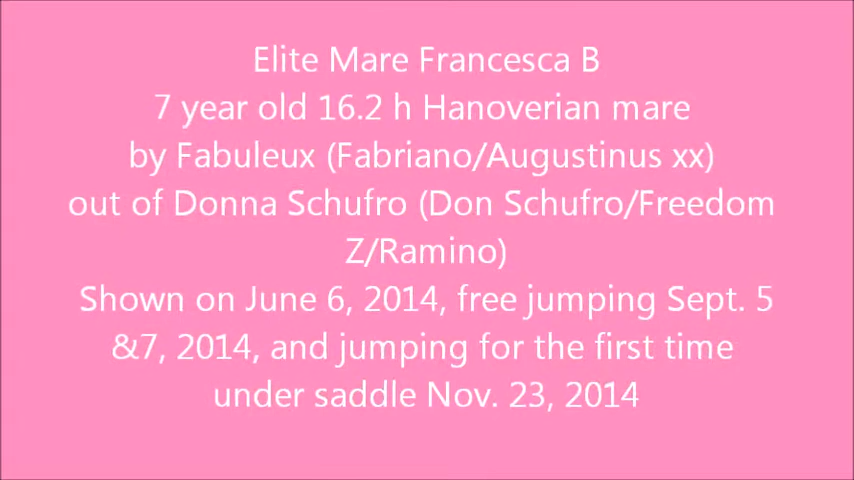 Elite Mare Francesca B
7 year old 16.2 h Hanoverian mare
by Fabuleux (Fabriano/Augustinus xx)
out of Donna Schufro (Don Schufro/Freedom
Z/Ramino)
Shown on June 6, 2014, free jumping Sept. 5
&7, 2014, and jumping for the first time
under saddle Nov. 23, 2014